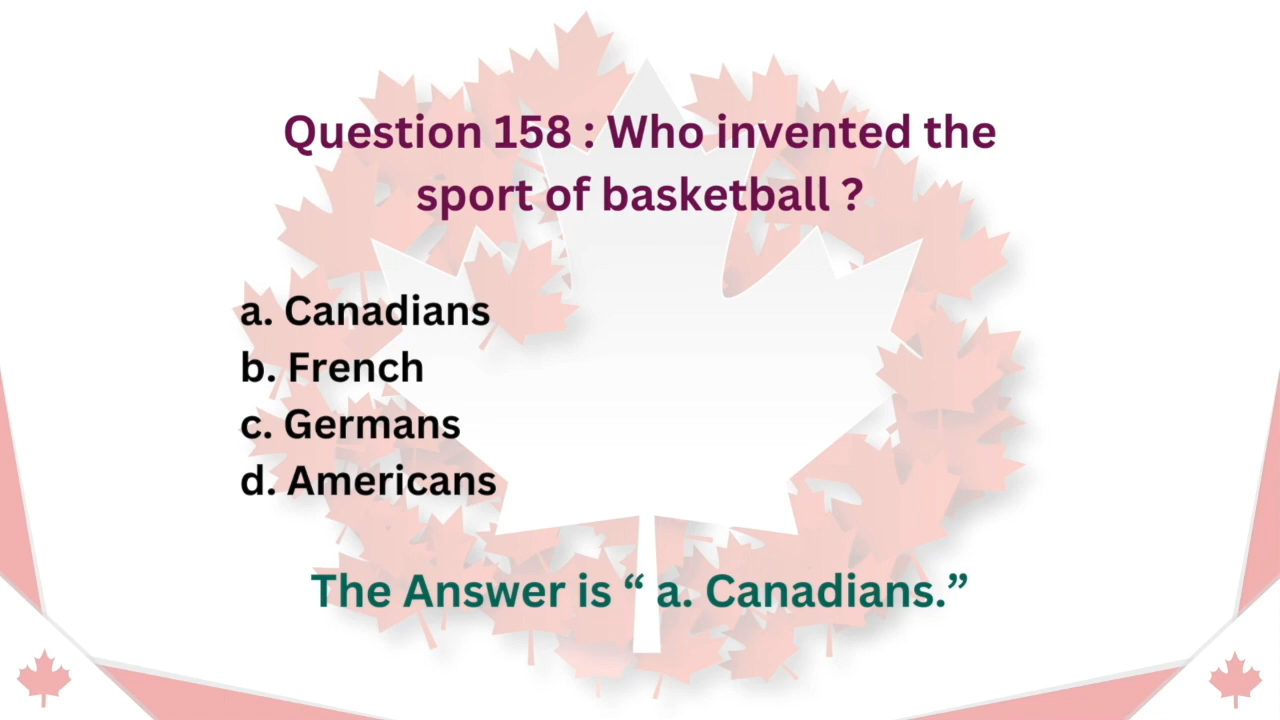 Question 158 : Who invented the
sport of basketball ?
a. Canadians
b. French
c. Germans
d. Americans
The Answer is “ a. Canadians.”